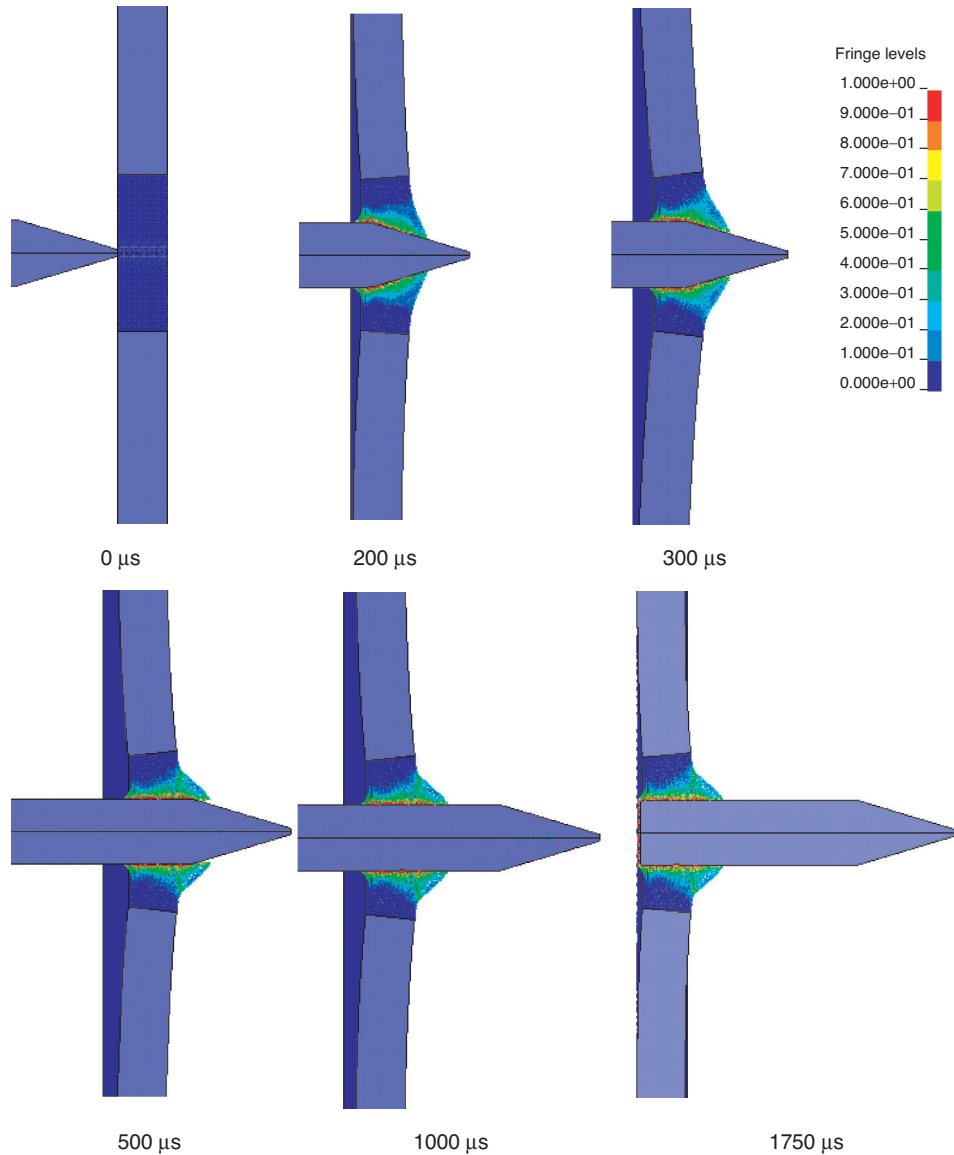 Fringe levels
1.000e+00
9.000e−01
8.000e−01
7.000e−01
6.000e−01
5.000e−01
4.000e−01
3.000e−01
2.000e−01
1.000e−01
0.000e+00
0 μs
200 μs
300 μs
500 μs
1000 μs
1750 μs